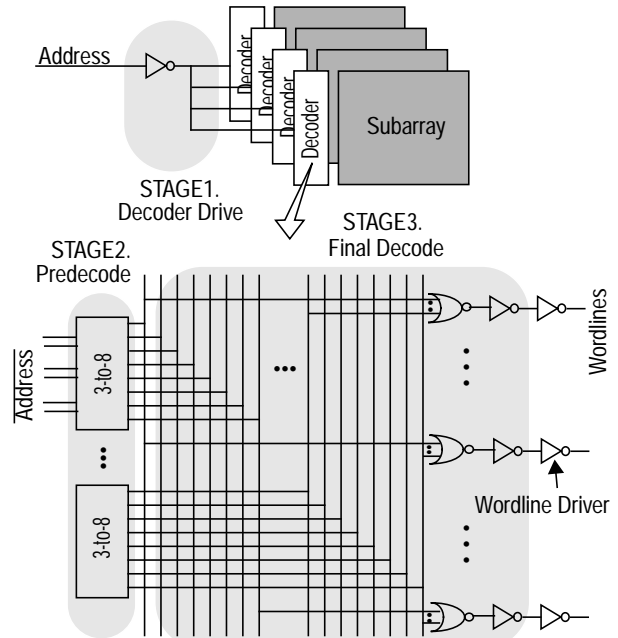 Address
Decoder
Decoder
Decoder
Decoder
Subarray
STAGE1.
Decoder Drive
STAGE2.
Predecode
STAGE3.
Final Decode
Address
3-to-8
3-to-8
Wordlines
Wordline Driver